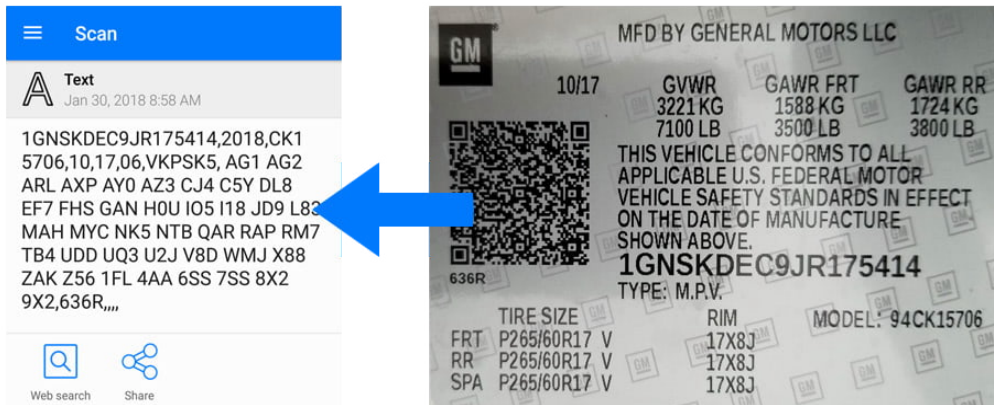 Scan
Text
Jan 30, 2018 8:58 AM
1GNSKDEC9JR175414,2018,CK1
5706,10,17,06,VKPSK5, AG1 AG2
ARL AXP AY0 AZ3 CJ4 C5Y DL8
EF7 FHS GAN H0U IO5 I18 JD9 L83
MAH MYC NK5 NTB QAR RAP RM7
TB4 UDD UQ3 U2J V8D WMJ X88
ZAK Z56 1FL 4AA 6SS 7SS 8X2
9X2,636R,,,,
Web search Share
GM
MFD BY GENERAL MOTORS LLC
10/17 GVWR GAWR FRT GAWR RR
3221 KG 1588 KG 1724 KG
7100 LB 3500 LB 3800 LB
THIS VEHICLE CONFORMS TO ALL
APPLICABLE U.S. FEDERAL MOTOR
VEHICLE SAFETY STANDARDS IN EFFECT
ON THE DATE OF MANUFACTURE
SHOWN ABOVE.
636R
1GNSKDEC9JR175414
TYPE: M.P.V.
TIRE SIZE RIM MODEL: 94CK15706
FRT P265/60R17 V 17X8J
RR P265/60R17 V 17X8J
SPA P265/60R17 V 17X8J